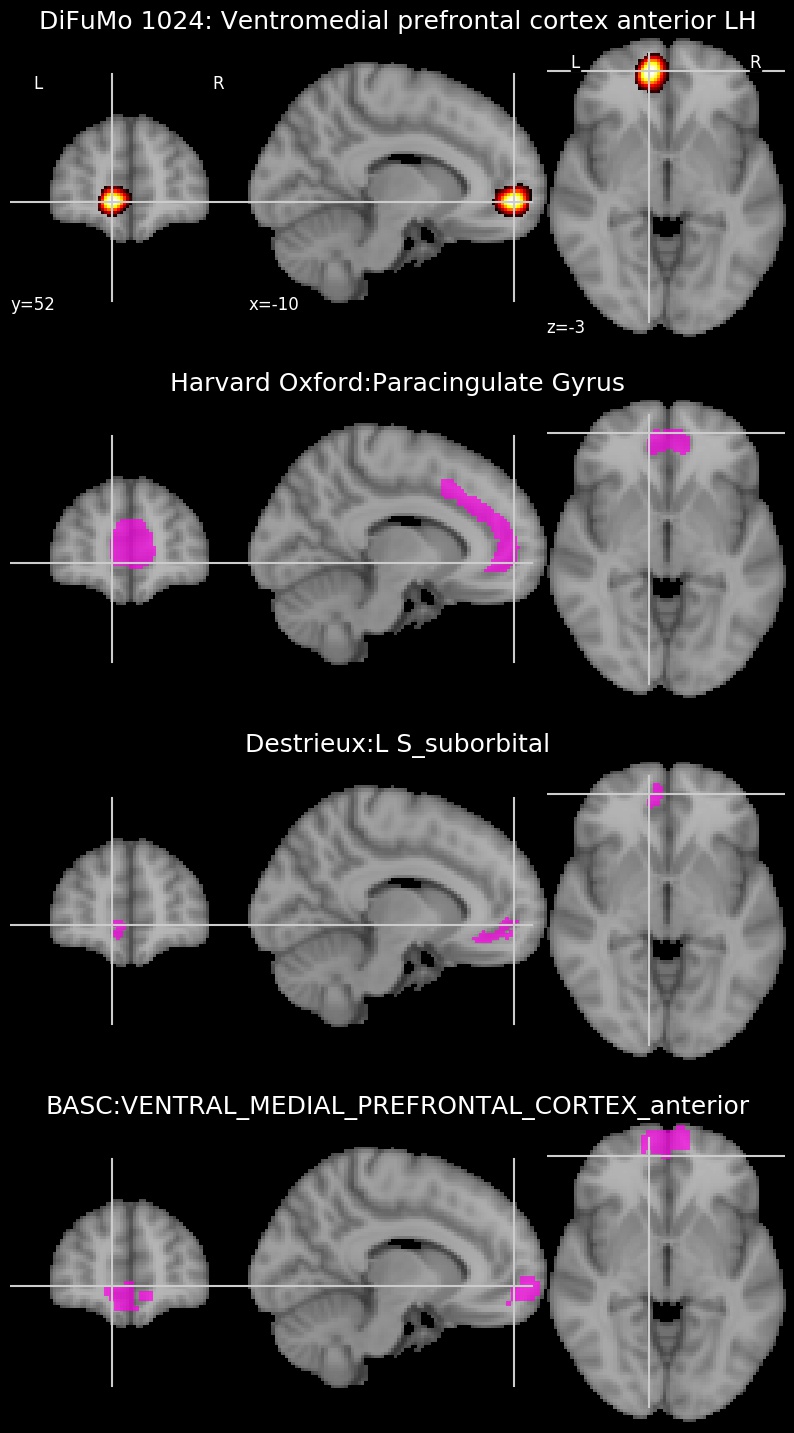 DiFuMo 1024: Ventromedial prefrontal cortex anterior LH
L R L R
y=52 x=-10 z=-3
Harvard Oxford:Paracingulate Gyrus
Destrieux:L S_suborbital
BASC:VENTRAL_MEDIAL_PREFRONTAL_CORTEX_anterior